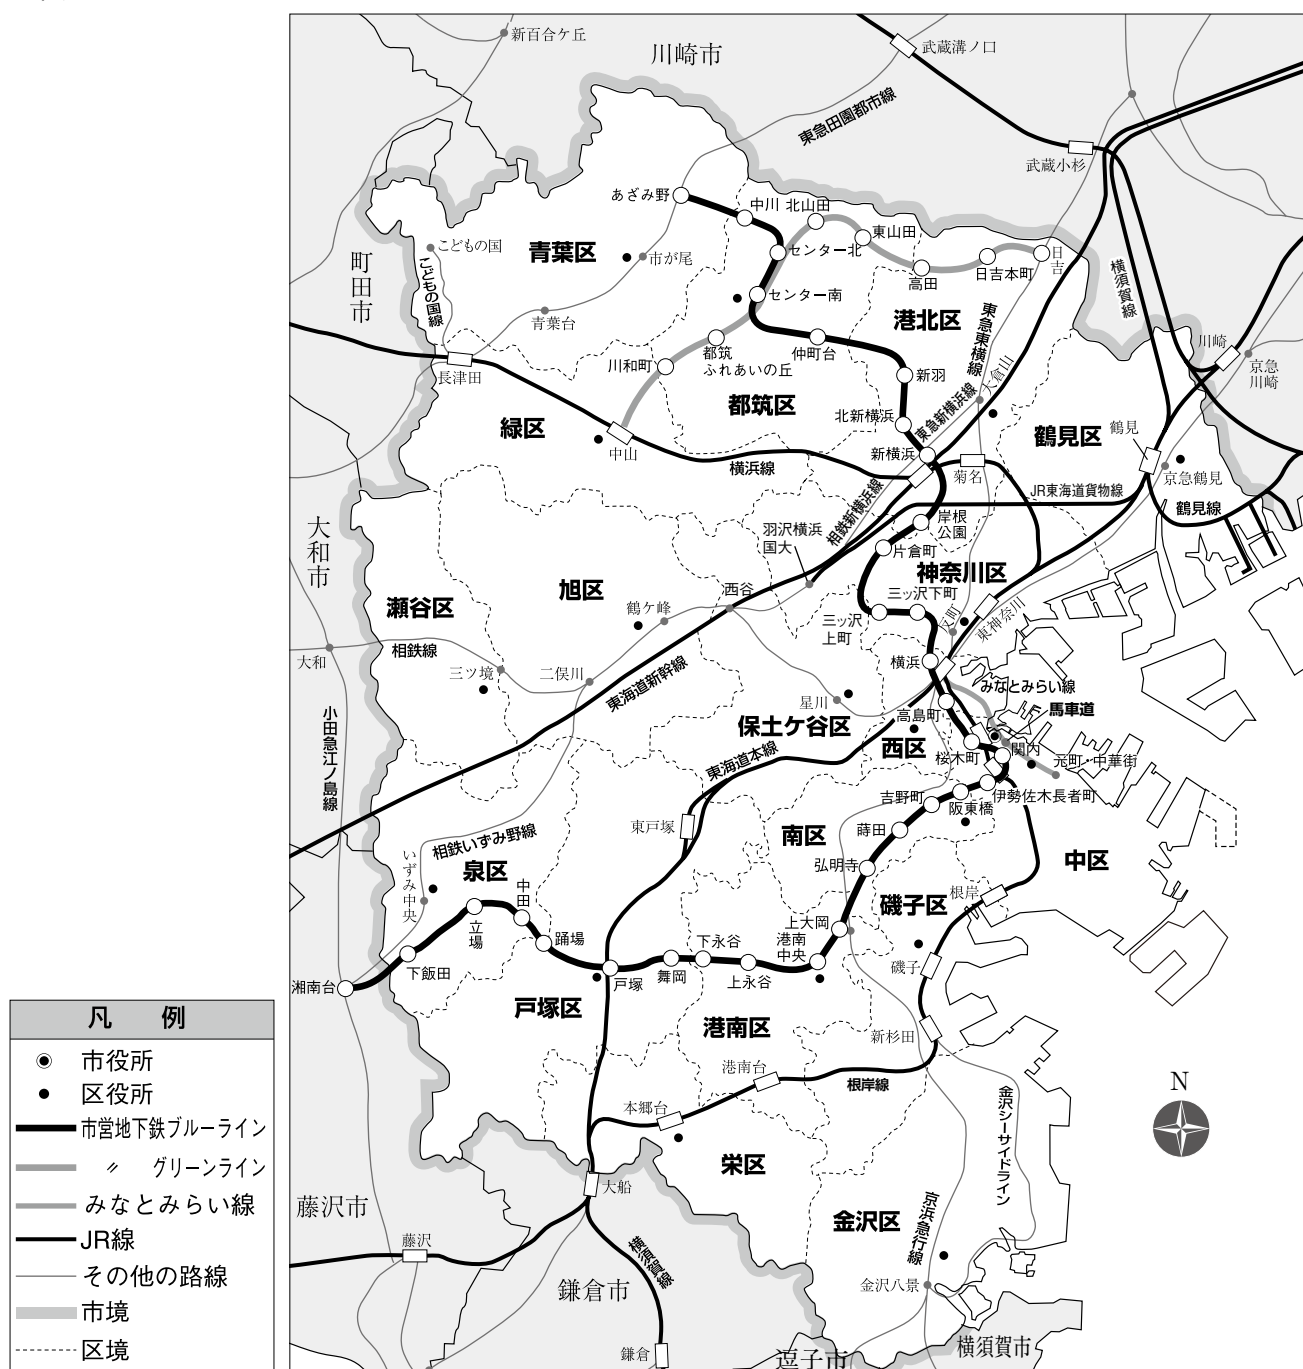 新百合ケ丘
川崎市
武蔵溝ノ口
東急田園都市線
武蔵小杉
あざみ野
中川
北山田
東山田
センター北
高田
日吉本町
日吉
こどもの国
こどもの国線
青葉区
市が尾
町田市
センター南
港北区
東急東横線
横須賀線
青葉台
川和町
都筑
ふれあいの丘
仲町台
大倉山
川崎
京急
川崎
長津田
新羽
都筑区
北新横浜
東急新横浜線
緑区
中山
横浜線
新横浜
菊名
鶴見区
鶴見
京急鶴見
相鉄新横浜線
JR東海道貨物線
鶴見線
大和市
羽沢横浜
国大
岸根
公園
片倉町
神奈川区
旭区
瀬谷区
鶴ケ峰
西谷
三ッ沢下町
三ッ沢
上町
反町
東神奈川
大和
相鉄線
三ツ境
二俣川
東海道新幹線
横浜
星川
みなとみらい線
馬車道
高島町
保土ケ谷区
西区
桜木町
関内
元町・中華街
小田急江ノ島線
東海道本線
吉野町
阪東橋
伊勢佐木長者町
東戸塚
南区
蒔田
中区
相鉄いずみ野線
泉区
いずみ中央
弘明寺
磯子区
根岸
中田
立場
踊場
上大岡
港南
中央
下永谷
磯子
下飯田
湘南台
戸塚
舞岡
上永谷
戸塚区
港南区
新杉田
港南台
根岸線
本郷台
金沢シーサイドライン
N
栄区
大船
藤沢市
金沢区
京浜急行線
藤沢
横須賀線
鎌倉市
金沢八景
鎌倉
逗子市
横須賀市
凡 例
市役所
区役所
市営地下鉄ブルーライン
〃 グリーンライン
みなとみらい線
JR線
その他の路線
市境
区境